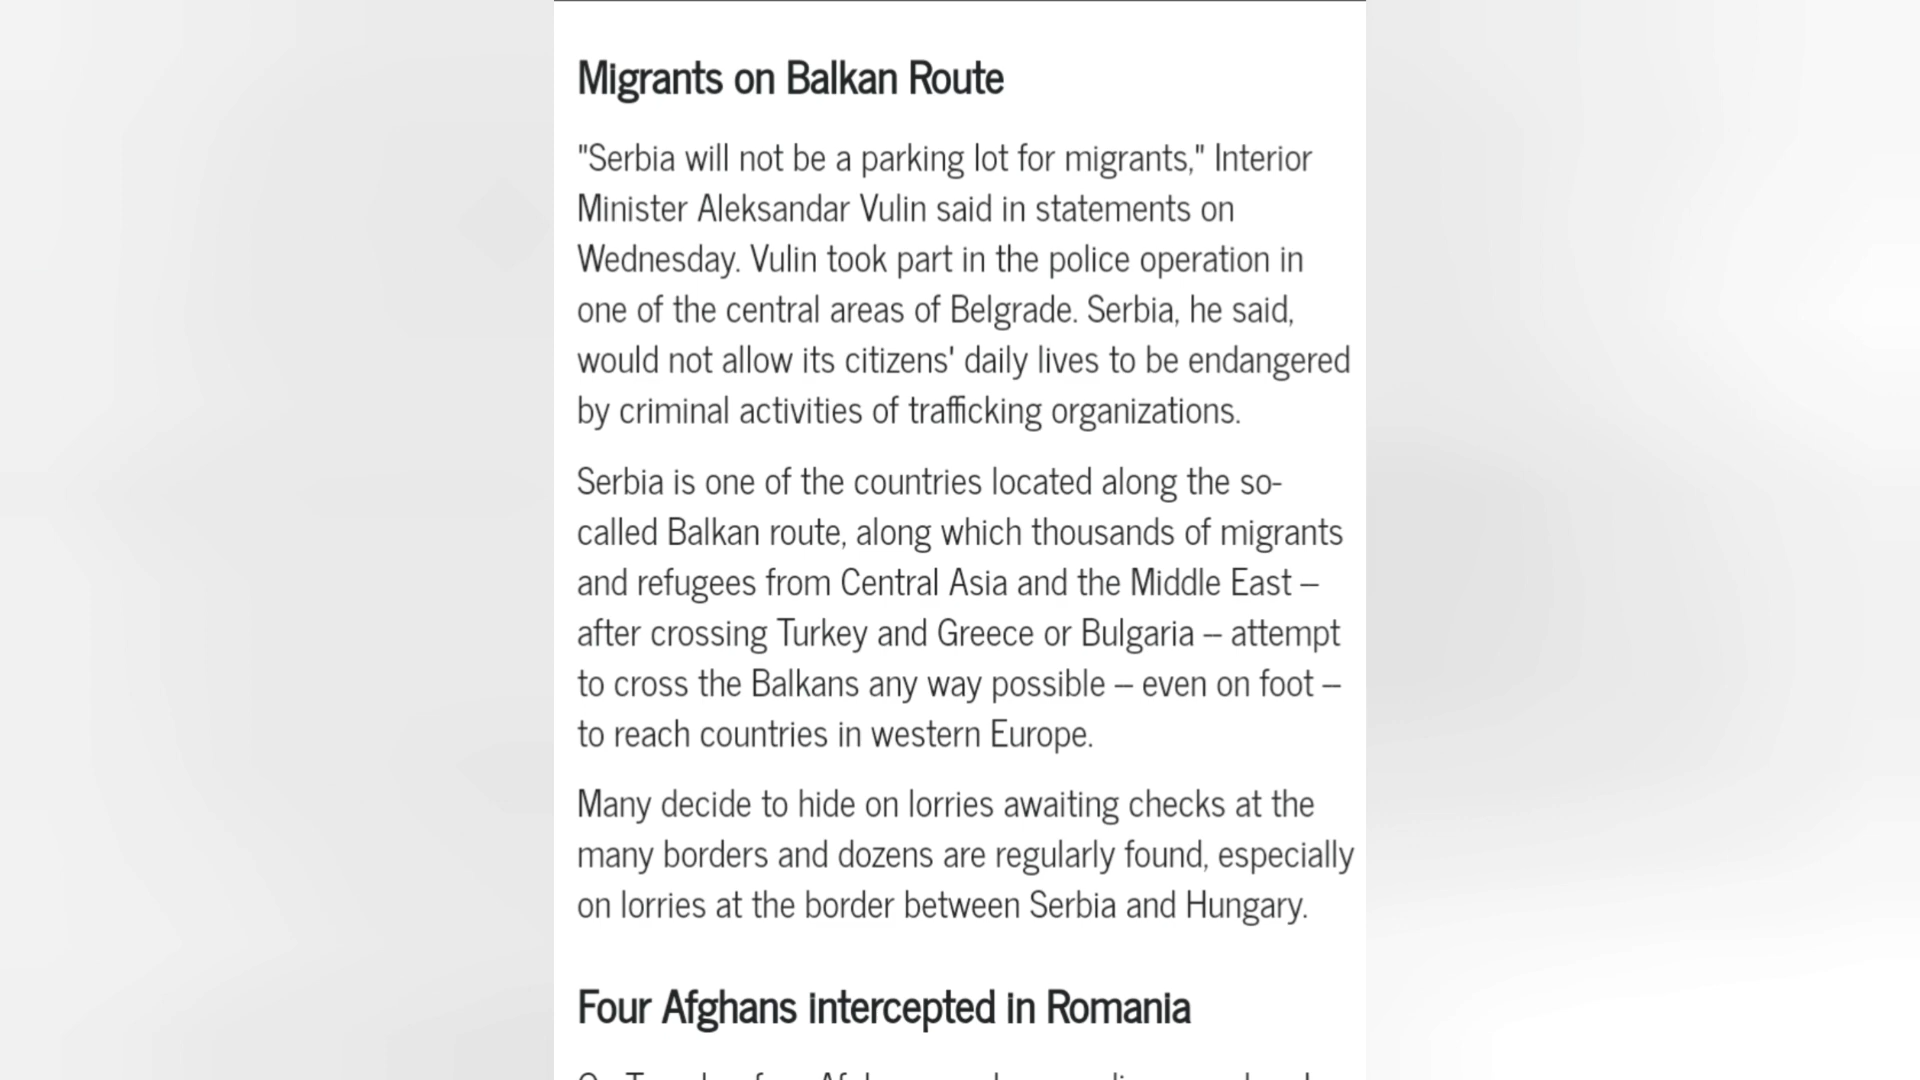 Migrants on Balkan Route
"Serbia will not be a parking lot for migrants," Interior
Minister Aleksandar Vulin said in statements on
Wednesday. Vulin took part in the police operation in
one of the central areas of Belgrade. Serbia, he said,
would not allow its citizens' daily lives to be endangered
by criminal activities of trafficking organizations.
Serbia is one of the countries located along the so-
called Balkan route, along which thousands of migrants
and refugees from Central Asia and the Middle East –
after crossing Turkey and Greece or Bulgaria – attempt
to cross the Balkans any way possible – even on foot –
to reach countries in western Europe.
Many decide to hide on lorries awaiting checks at the
many borders and dozens are regularly found, especially
on lorries at the border between Serbia and Hungary.
Four Afghans intercepted in Romania